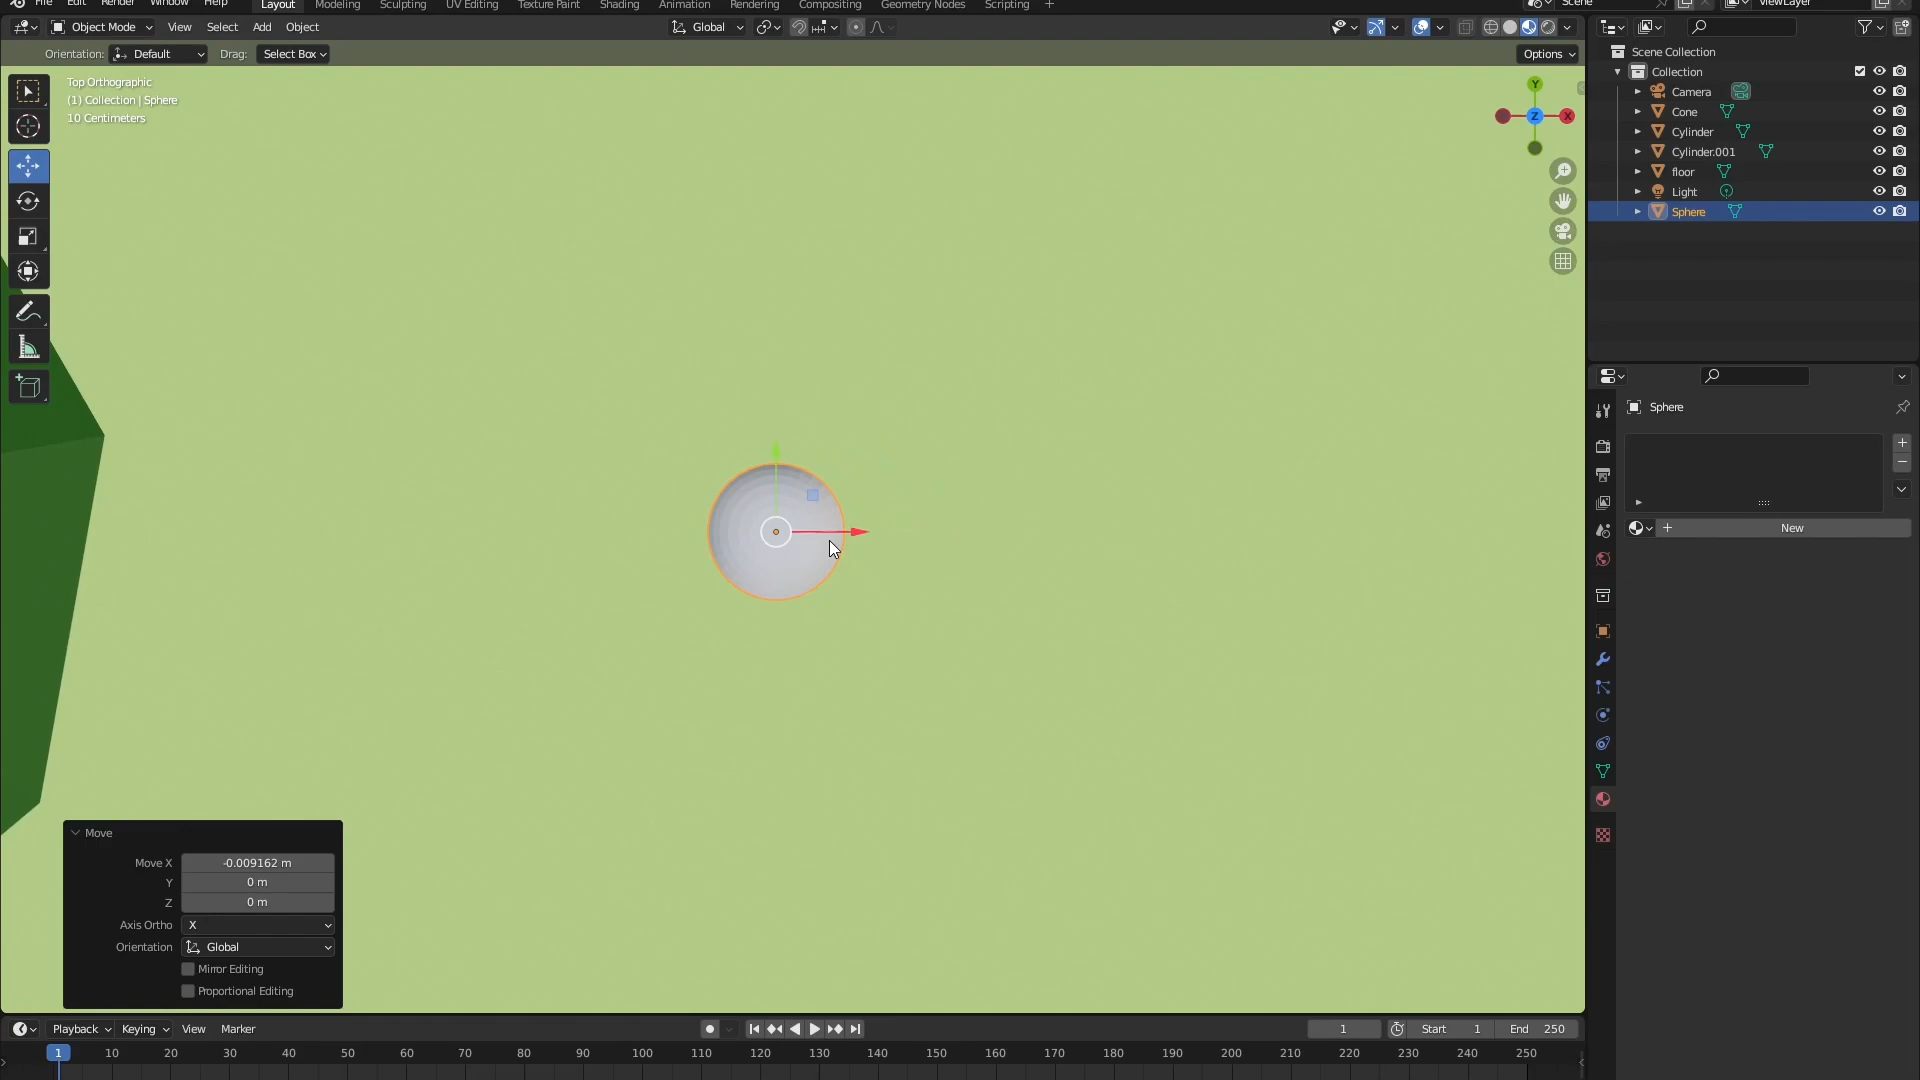 File Edit Render Window Help Layout Modeling Sculpting UV Editing Texture Paint Shading Animation Rendering Compositing Geometry Nodes Scripting + Scene ViewLayer
Object Mode View Select Add Object Global
Orientation: Default Drag: Select Box Options
Top Orthographic
(1) Collection | Sphere
10 Centimeters
Y
Z X
Scene Collection
Collection
Camera
Cone
Cylinder
Cylinder.001
floor
Light
Sphere
Sphere
+ New
Move
Move X -0.009162 m
Y 0 m
Z 0 m
Axis Ortho X
Orientation Global
Mirror Editing
Proportional Editing
Playback Keying View Marker 1 Start 1 End 250
1 10 20 30 40 50 60 70 80 90 100 110 120 130 140 150 160 170 180 190 200 210 220 230 240 250